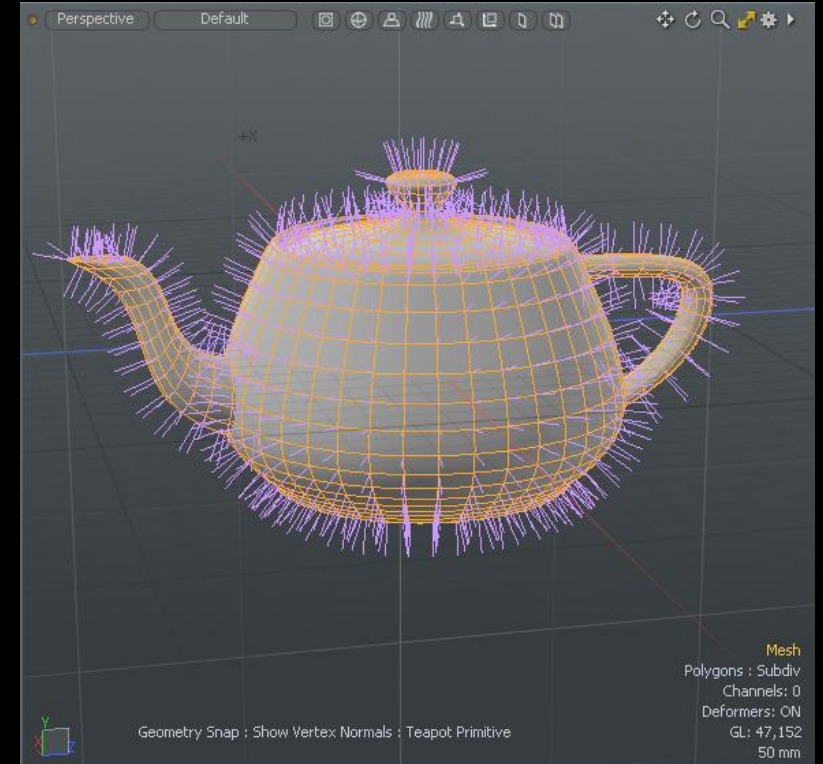 Perspective Default
+X
Mesh
Polygons : Subdiv
Channels: 0
Deformers: ON
GL: 47,152
50 mm
Geometry Snap : Show Vertex Normals : Teapot Primitive
Y
X
Z